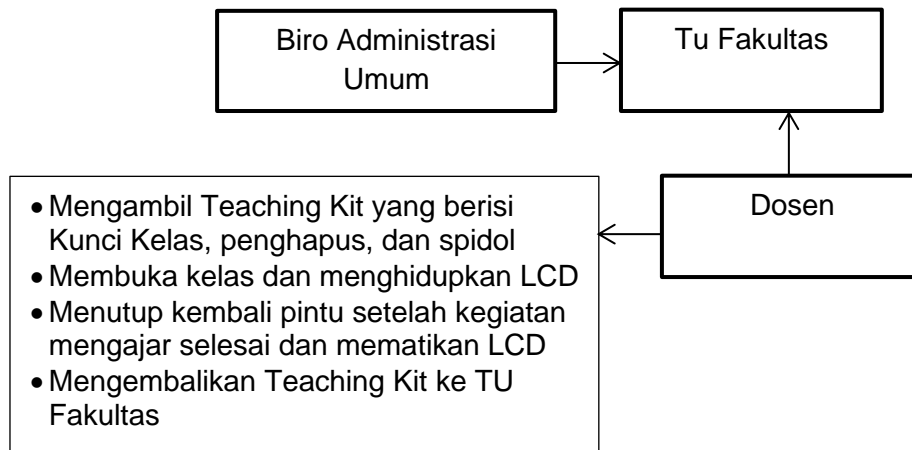 Biro Administrasi
Umum
Tu Fakultas
Dosen
• Mengambil Teaching Kit yang berisi
Kunci Kelas, penghapus, dan spidol
• Membuka kelas dan menghidupkan LCD
• Menutup kembali pintu setelah kegiatan
mengajar selesai dan mematikan LCD
• Mengembalikan Teaching Kit ke TU
Fakultas